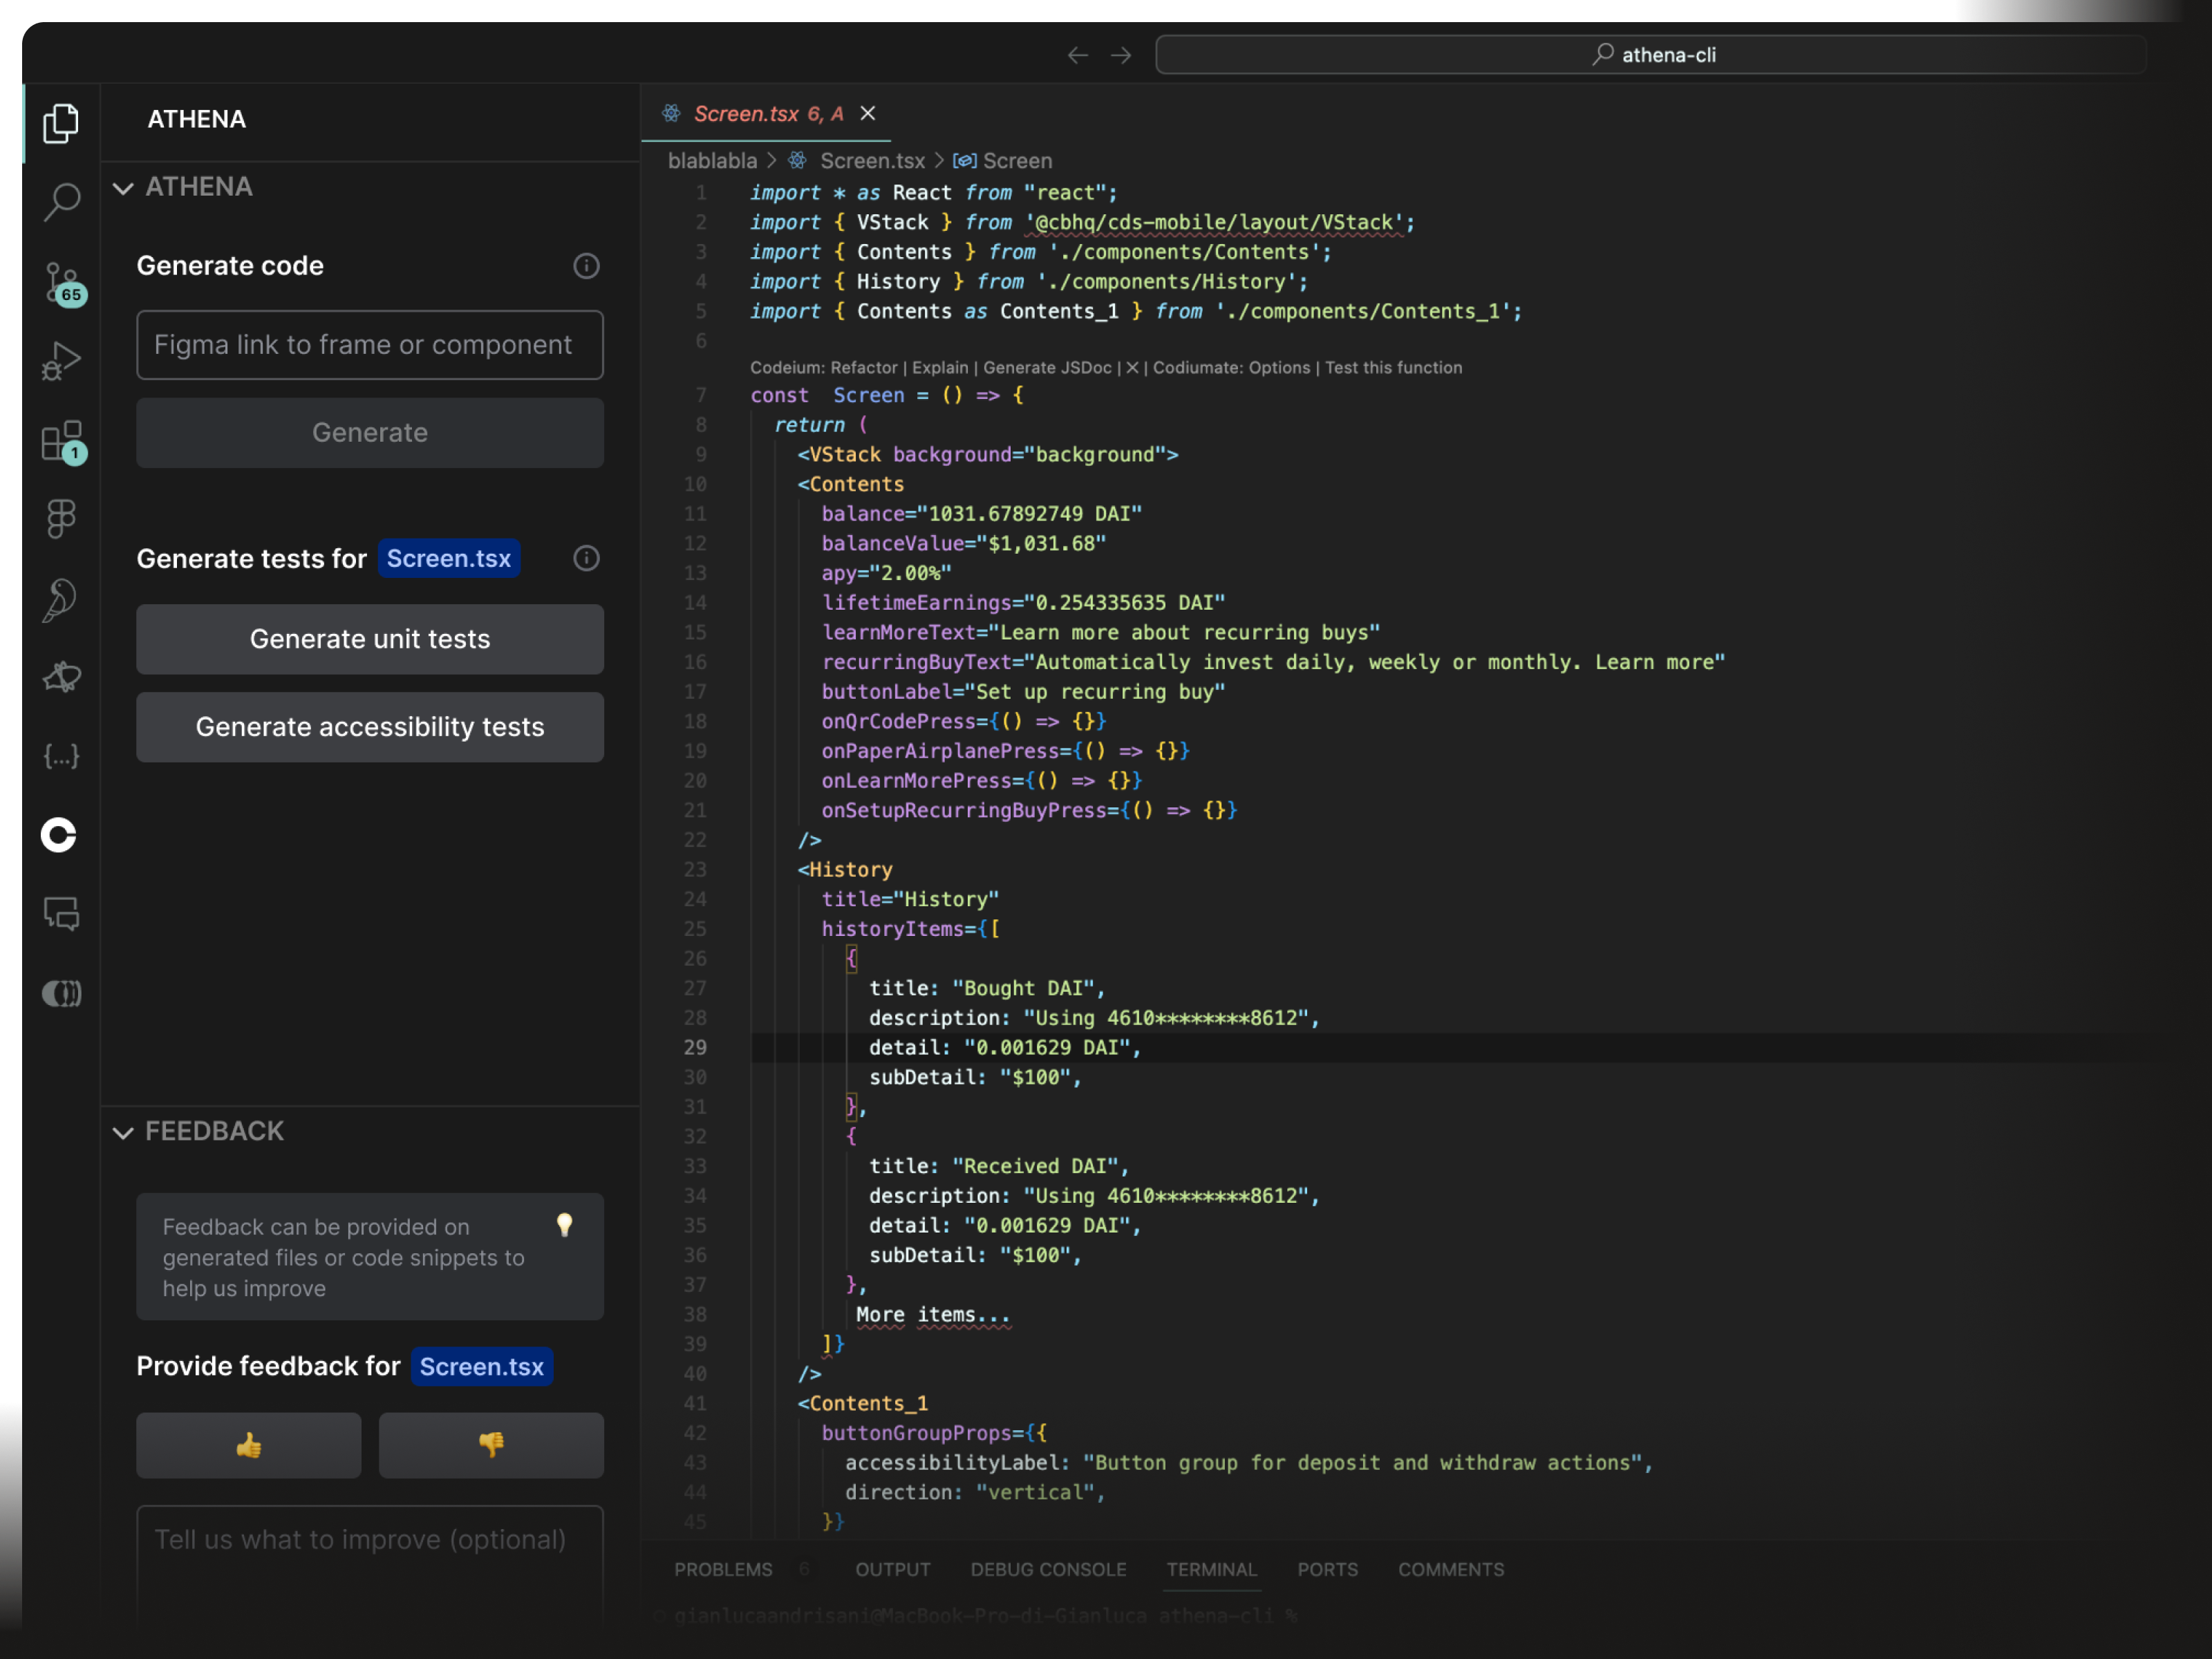 athena-cli
ATHENA
ATHENA
Generate code
Figma link to frame or component
Generate
Generate tests for Screen.tsx
Generate unit tests
Generate accessibility tests
65
1
{...}
FEEDBACK
Feedback can be provided on
generated files or code snippets to
help us improve
Provide feedback for Screen.tsx
Tell us what to improve (optional)
Screen.tsx 6, A
blablabla > Screen.tsx > Screen
1 import * as React from "react";
2 import { VStack } from '@cbhq/cds-mobile/layout/VStack';
3 import { Contents } from './components/Contents';
4 import { History } from './components/History';
5 import { Contents as Contents_1 } from './components/Contents_1';
6
Codeium: Refactor | Explain | Generate JSDoc | X | Codiumate: Options | Test this function
7 const Screen = () => {
8 return (
9 <VStack background="background">
10 <Contents
11 balance="1031.67892749 DAI"
12 balanceValue="$1,031.68"
13 apy="2.00%"
14 lifetimeEarnings="0.254335635 DAI"
15 learnMoreText="Learn more about recurring buys"
16 recurringBuyText="Automatically invest daily, weekly or monthly. Learn more"
17 buttonLabel="Set up recurring buy"
18 onQrCodePress={() => {}}
19 onPaperAirplanePress={() => {}}
20 onLearnMorePress={() => {}}
21 onSetupRecurringBuyPress={() => {}}
22 />
23 <History
24 title="History"
25 historyItems={[
26 {
27 title: "Bought DAI",
28 description: "Using 4610********8612",
29 detail: "0.001629 DAI",
30 subDetail: "$100",
31 },
32 {
33 title: "Received DAI",
34 description: "Using 4610********8612",
35 detail: "0.001629 DAI",
36 subDetail: "$100",
37 },
38 More items...
39 ]}
40 />
41 <Contents_1
42 buttonGroupProps={{
43 accessibilityLabel: "Button group for deposit and withdraw actions",
44 direction: "vertical",
45 }}
PROBLEMS 6 OUTPUT DEBUG CONSOLE TERMINAL PORTS COMMENTS
gianlucaandrisani@MacBook-Pro-di-Gianluca athena-cli %